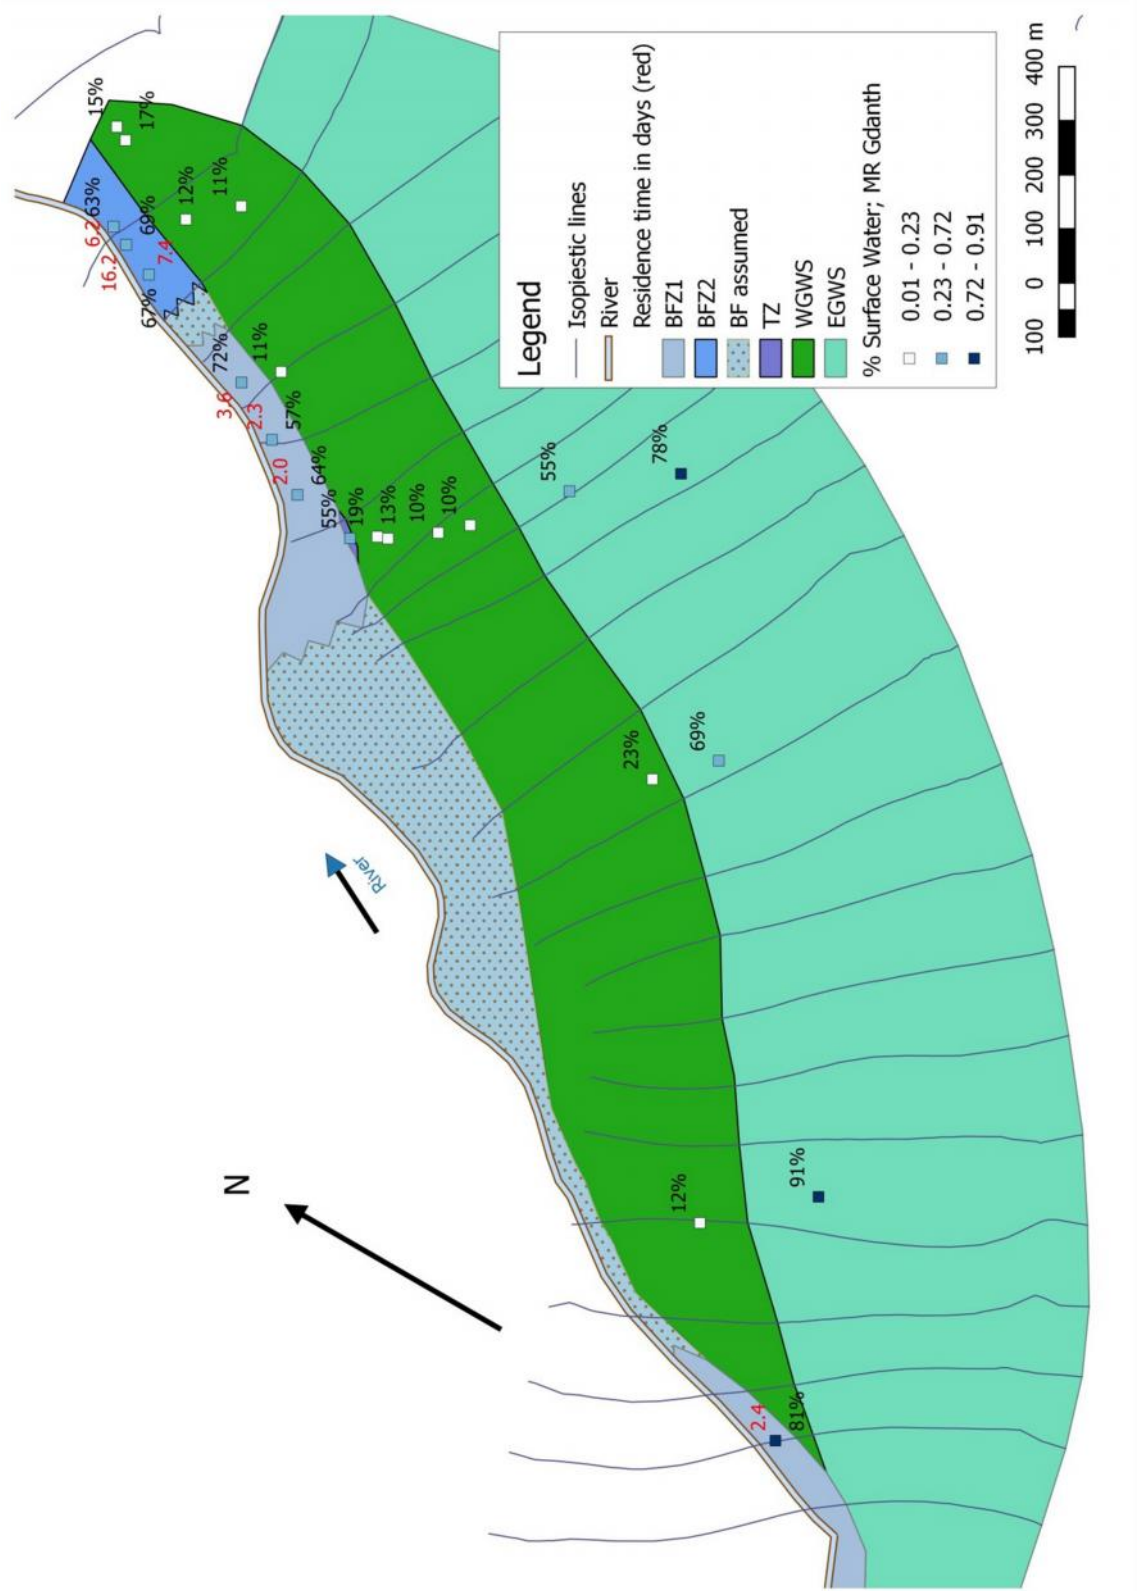 15%
17%
63%
6.2
69%
12%
11%
16.2
7.4
67%
72%
11%
3.6
2.3
57%
2.0
64%
55%
19%
13%
10%
10%
55%
78%
23%
69%
River
N
12%
91%
2.4
81%
Legend
Isopiestic lines
River
Residence time in days (red)
BFZ1
BFZ2
BF assumed
TZ
WGWS
EGWS
% Surface Water; MR Gdanth
0.01 - 0.23
0.23 - 0.72
0.72 - 0.91
100 0 100 200 300 400 m